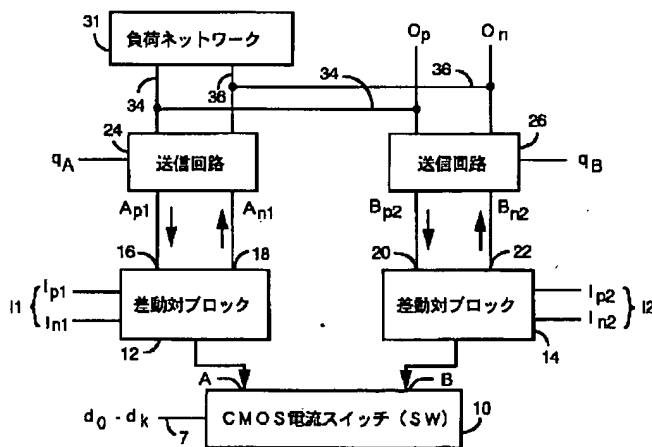 31
負荷ネットワーク
Op
On
34
36
34
36
24
送信回路
qA
26
送信回路
qB
Ap1
An1
Bp2
Bn2
16
18
20
22
I1
Ip1
In1
差動対ブロック
12
差動対ブロック
14
Ip2
In2
I2
A
B
d0 - dk
7
CMOS電流スイッチ(SW)
10